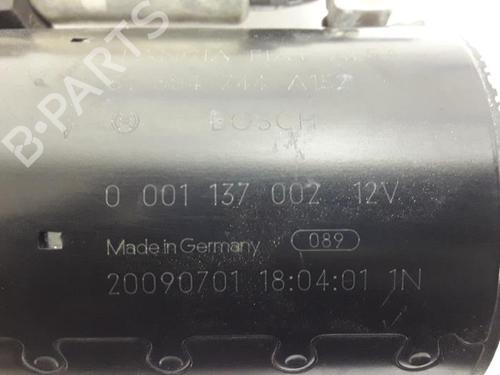 B-PARTS
BOSCH
0 001 137 002 12V
Made in Germany 089
20090701 18:04:01 1N